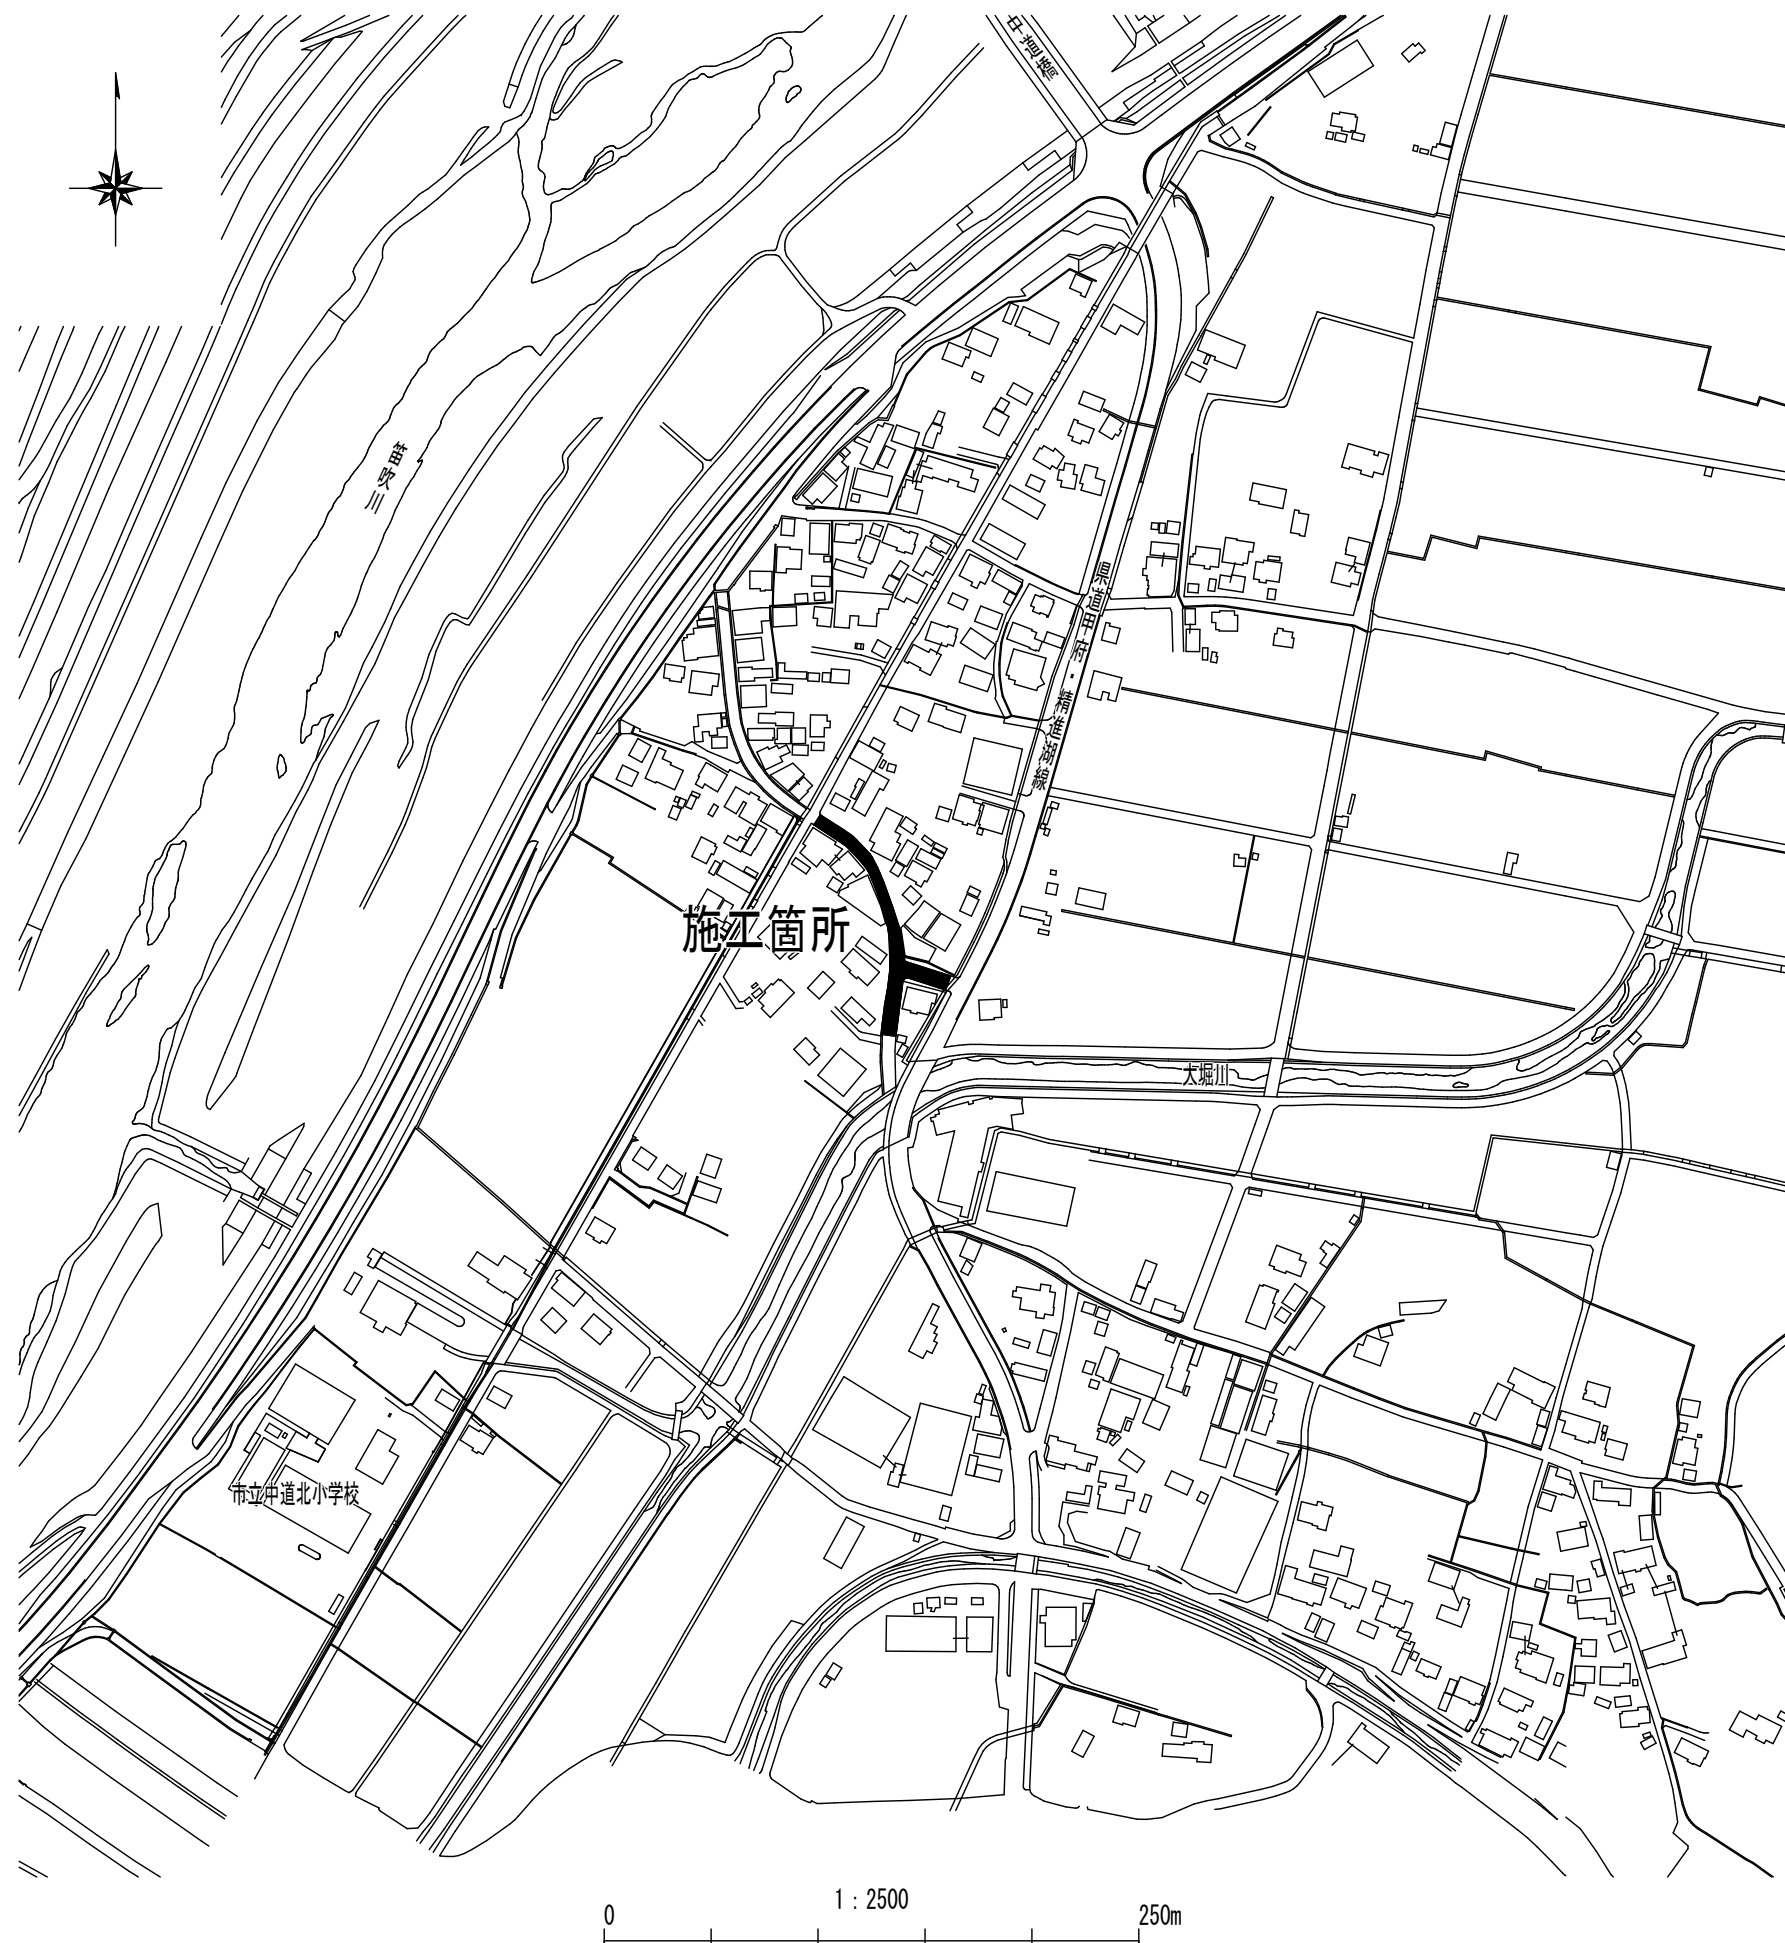 中道橋
笛吹川
県道甲府・精進湖線
施工箇所
大堀川
市立中道北小学校
1：2500
0 250m